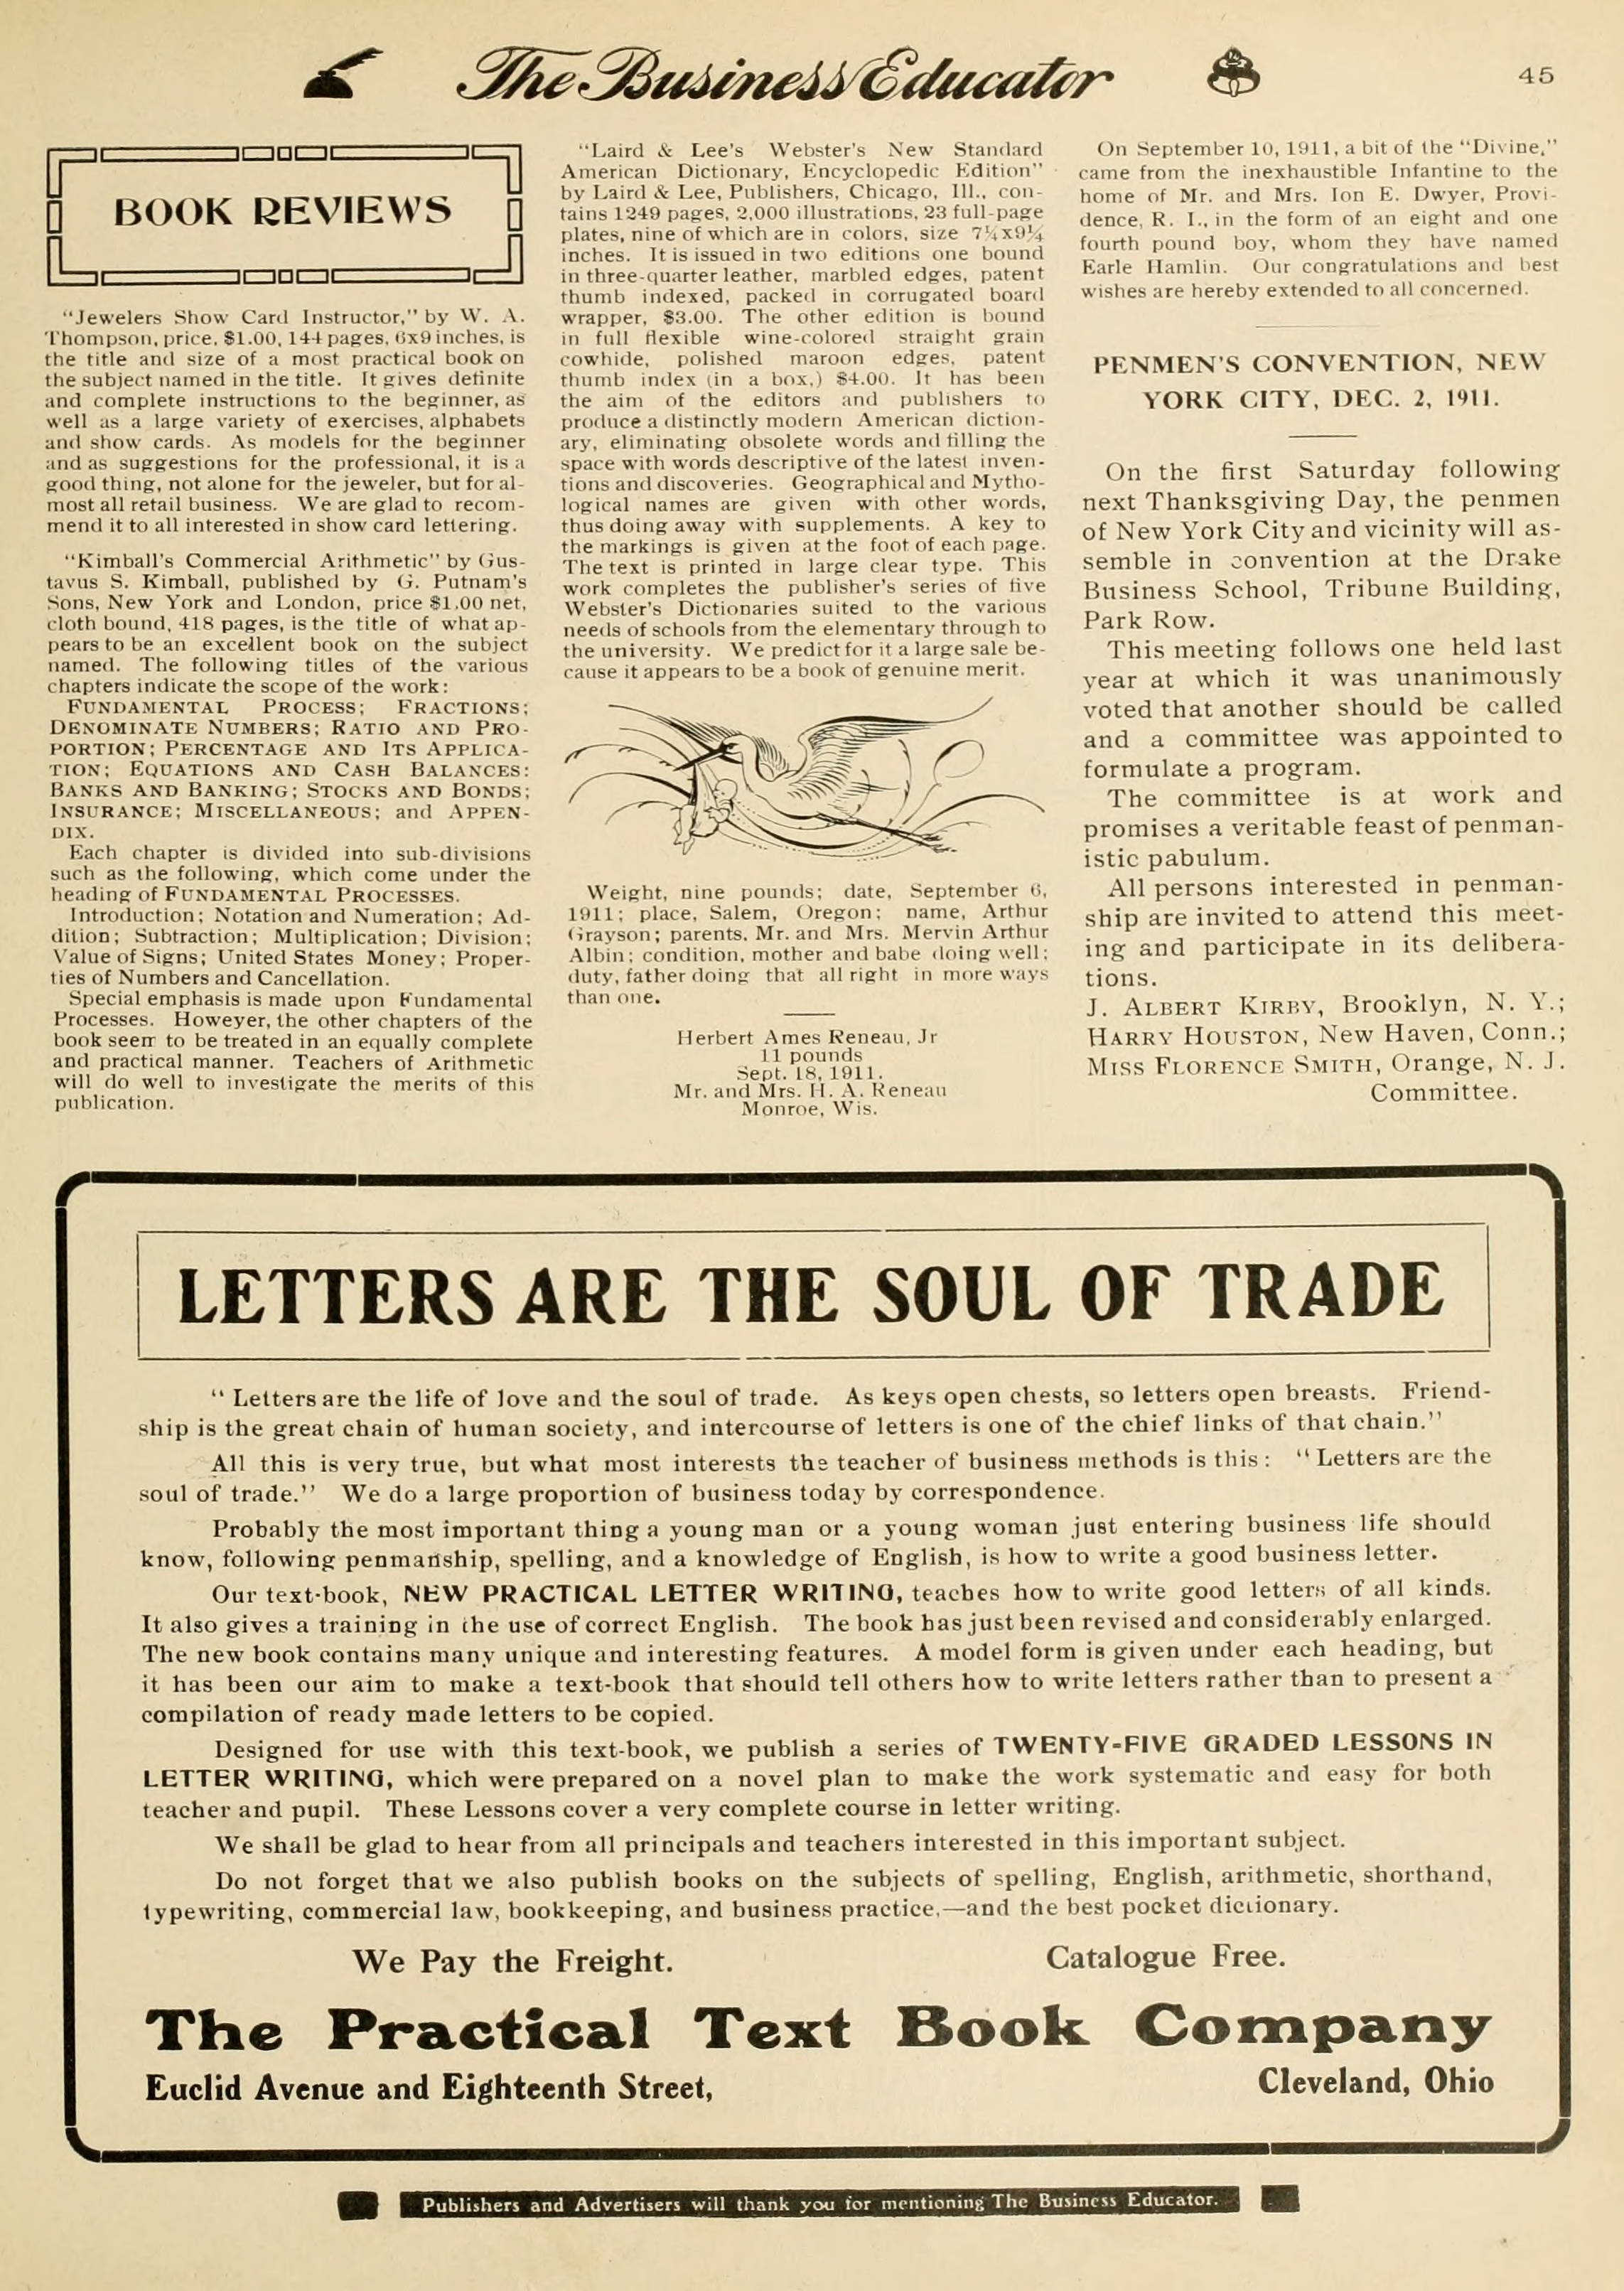 The Business Educator
45
BOOK REVIEWS
"Jewelers Show Card Instructor," by W. A.
Thompson, price, $1.00, 144 pages, 6x9 inches, is
the title and size of a most practical book on
the subject named in the title. It gives definite
and complete instructions to the beginner, as
well as a large variety of exercises, alphabets
and show cards. As models for the beginner
and as suggestions for the professional, it is a
good thing, not alone for the jeweler, but for al-
most all retail business. We are glad to recom-
mend it to all interested in show card lettering.
"Kimball's Commercial Arithmetic" by Gus-
tavus S. Kimball, published by G. Putnam's
Sons, New York and London, price $1.00 net,
cloth bound, 418 pages, is the title of what ap-
pears to be an excellent book on the subject
named. The following titles of the various
chapters indicate the scope of the work:
FUNDAMENTAL PROCESS; FRACTIONS;
DENOMINATE NUMBERS; RATIO AND PRO-
PORTION; PERCENTAGE AND ITS APPLICA-
TION; EQUATIONS AND CASH BALANCES:
BANKS AND BANKING; STOCKS AND BONDS;
INSURANCE; MISCELLANEOUS; and APPEN-
DIX.
Each chapter is divided into sub-divisions
such as the following, which come under the
heading of FUNDAMENTAL PROCESSES.
Introduction; Notation and Numeration; Ad-
dition; Subtraction; Multiplication; Division;
Value of Signs; United States Money; Proper-
ties of Numbers and Cancellation.
Special emphasis is made upon Fundamental
Processes. However, the other chapters of the
book seem to be treated in an equally complete
and practical manner. Teachers of Arithmetic
will do well to investigate the merits of this
publication.
"Laird & Lee's Webster's New Standard
American Dictionary, Encyclopedic Edition"
by Laird & Lee, Publishers, Chicago, Ill., con-
tains 1249 pages, 2,000 illustrations, 23 full-page
plates, nine of which are in colors, size 7¼x9¼
inches. It is issued in two editions one bound
in three-quarter leather, marbled edges, patent
thumb indexed, packed in corrugated board
wrapper, $3.00. The other edition is bound
in full flexible wine-colored straight grain
cowhide, polished maroon edges, patent
thumb index (in a box,) $4.00. It has been
the aim of the editors and publishers to
produce a distinctly modern American diction-
ary, eliminating obsolete words and filling the
space with words descriptive of the latest inven-
tions and discoveries. Geographical and Mytho-
logical names are given with other words,
thus doing away with supplements. A key to
the markings is given at the foot of each page.
The text is printed in large clear type. This
work completes the publisher's series of five
Webster's Dictionaries suited to the various
needs of schools from the elementary through to
the university. We predict for it a large sale be-
cause it appears to be a book of genuine merit.
Weight, nine pounds; date, September 6,
1911; place, Salem, Oregon; name, Arthur
Grayson; parents. Mr. and Mrs. Mervin Arthur
Albin; condition, mother and babe doing well;
duty, father doing that all right in more ways
than one.
Herbert Ames Reneau, Jr
11 pounds
Sept. 18, 1911.
Mr. and Mrs. H. A. Reneau
Monroe, Wis.
On September 10, 1911, a bit of the "Divine,"
came from the inexhaustible Infantine to the
home of Mr. and Mrs. Ion E. Dwyer, Provi-
dence, R. I., in the form of an eight and one
fourth pound boy, whom they have named
Earle Hamlin. Our congratulations and best
wishes are hereby extended to all concerned.
PENMEN'S CONVENTION, NEW
YORK CITY, DEC. 2, 1911.
On the first Saturday following
next Thanksgiving Day, the penmen
of New York City and vicinity will as-
semble in convention at the Drake
Business School, Tribune Building,
Park Row.
This meeting follows one held last
year at which it was unanimously
voted that another should be called
and a committee was appointed to
formulate a program.
The committee is at work and
promises a veritable feast of penman-
istic pabulum.
All persons interested in penman-
ship are invited to attend this meet-
ing and participate in its delibera-
tions.
J. ALBERT KIRBY, Brooklyn, N. Y.;
HARRY HOUSTON, New Haven, Conn.;
MISS FLORENCE SMITH, Orange, N. J.
Committee.
LETTERS ARE THE SOUL OF TRADE
"Letters are the life of love and the soul of trade. As keys open chests, so letters open breasts. Friend-
ship is the great chain of human society, and intercourse of letters is one of the chief links of that chain."
All this is very true, but what most interests the teacher of business methods is this: "Letters are the
soul of trade." We do a large proportion of business today by correspondence.
Probably the most important thing a young man or a young woman just entering business life should
know, following penmanship, spelling, and a knowledge of English, is how to write a good business letter.
Our text-book, NEW PRACTICAL LETTER WRITING, teaches how to write good letters of all kinds.
It also gives a training in the use of correct English. The book has just been revised and considerably enlarged.
The new book contains many unique and interesting features. A model form is given under each heading, but
it has been our aim to make a text-book that should tell others how to write letters rather than to present a
compilation of ready made letters to be copied.
Designed for use with this text-book, we publish a series of TWENTY-FIVE GRADED LESSONS IN
LETTER WRITING, which were prepared on a novel plan to make the work systematic and easy for both
teacher and pupil. These Lessons cover a very complete course in letter writing.
We shall be glad to hear from all principals and teachers interested in this important subject.
Do not forget that we also publish books on the subjects of spelling, English, arithmetic, shorthand,
typewriting, commercial law, bookkeeping, and business practice,—and the best pocket dictionary.
We Pay the Freight. Catalogue Free.
The Practical Text Book Company
Euclid Avenue and Eighteenth Street, Cleveland, Ohio
Publishers and Advertisers will thank you for mentioning The Business Educator.